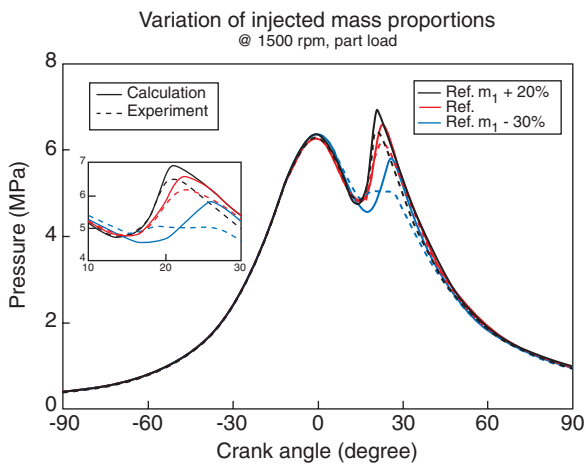 Variation of injected mass proportions
@ 1500 rpm, part load
8
6
4
2
0
Pressure (MPa)
Calculation
Experiment
Ref. m1 + 20%
Ref.
Ref. m1 - 30%
7
6
5
4
10
20
30
-90
-60
-30
0
30
60
90
Crank angle (degree)